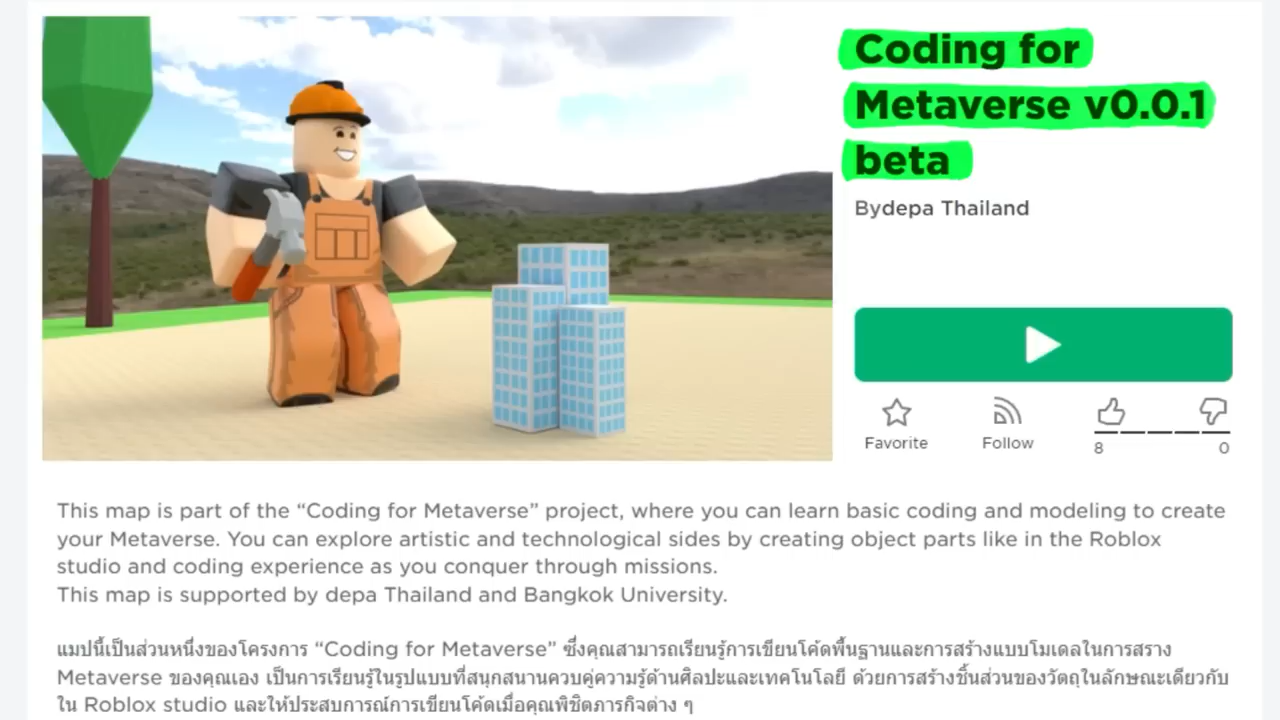 Coding for
Metaverse v0.0.1
beta
Bydepa Thailand
Favorite
Follow
8
0
This map is part of the “Coding for Metaverse” project, where you can learn basic coding and modeling to create
your Metaverse. You can explore artistic and technological sides by creating object parts like in the Roblox
studio and coding experience as you conquer through missions.
This map is supported by depa Thailand and Bangkok University.
แมปนี้เป็นส่วนหนึ่งของโครงการ “Coding for Metaverse” ซึ่งคุณสามารถเรียนรู้การเขียนโค้ดพื้นฐานและการสร้างแบบโมเดลในการสราง
Metaverse ของคุณเอง เป็นการเรียนรู้ในรูปแบบที่สนุกสนานควบคู่ความรู้ด้านศิลปะและเทคโนโลยี ด้วยการสร้างชิ้นส่วนของวัตถุในลักษณะเดียวกับ
ใน Roblox studio และให้ประสบการณ์การเขียนโค้ดเมื่อคุณพิชิตภารกิจต่าง ๆ